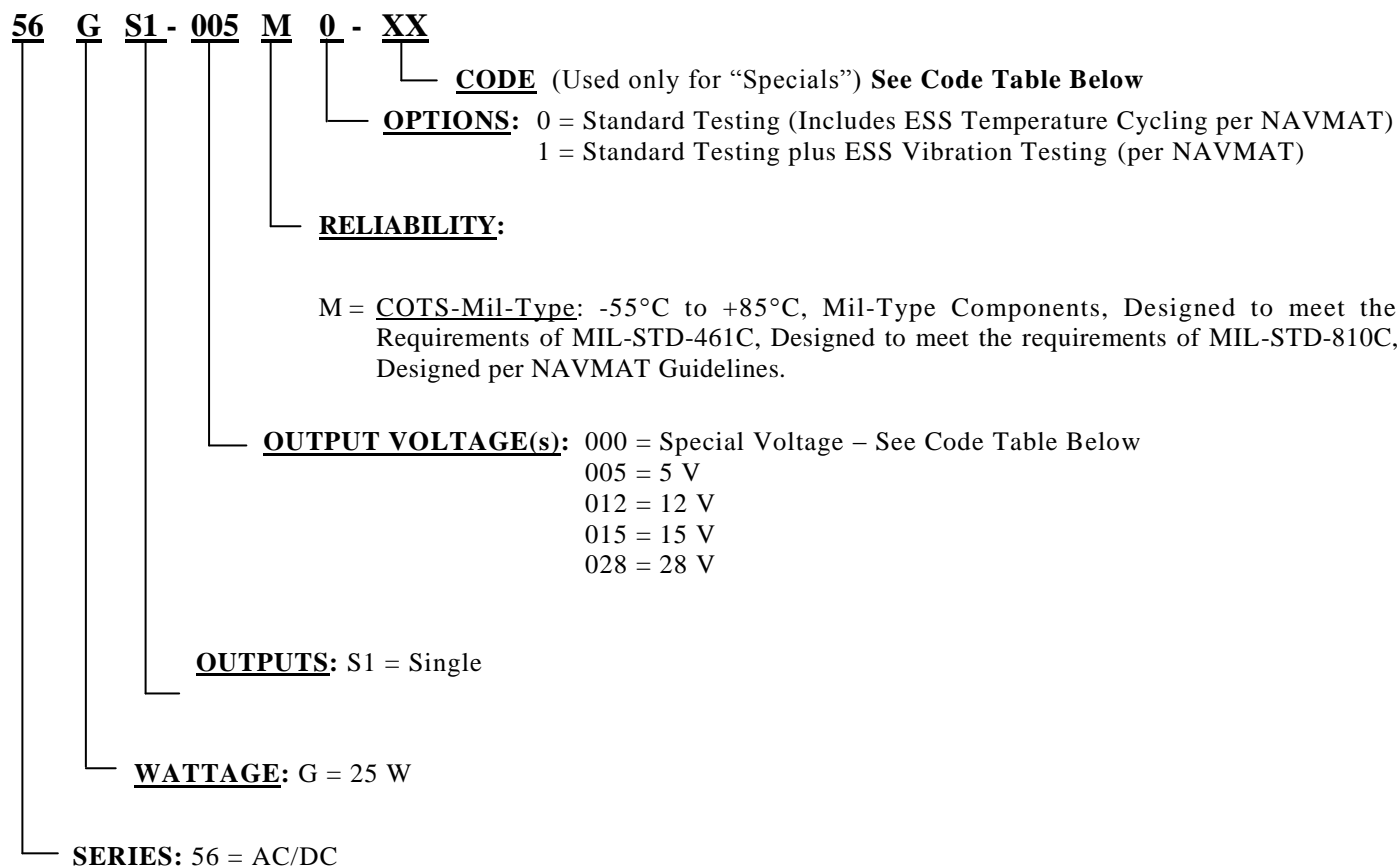 56 G S1 - 005 M 0 - XX
CODE (Used only for “Specials”) See Code Table Below
OPTIONS: 0 = Standard Testing (Includes ESS Temperature Cycling per NAVMAT)
1 = Standard Testing plus ESS Vibration Testing (per NAVMAT)
RELIABILITY:
M = COTS-Mil-Type: -55°C to +85°C, Mil-Type Components, Designed to meet the
Requirements of MIL-STD-461C, Designed to meet the requirements of MIL-STD-810C,
Designed per NAVMAT Guidelines.
OUTPUT VOLTAGE(s): 000 = Special Voltage – See Code Table Below
005 = 5 V
012 = 12 V
015 = 15 V
028 = 28 V
OUTPUTS: S1 = Single
WATTAGE: G = 25 W
SERIES: 56 = AC/DC